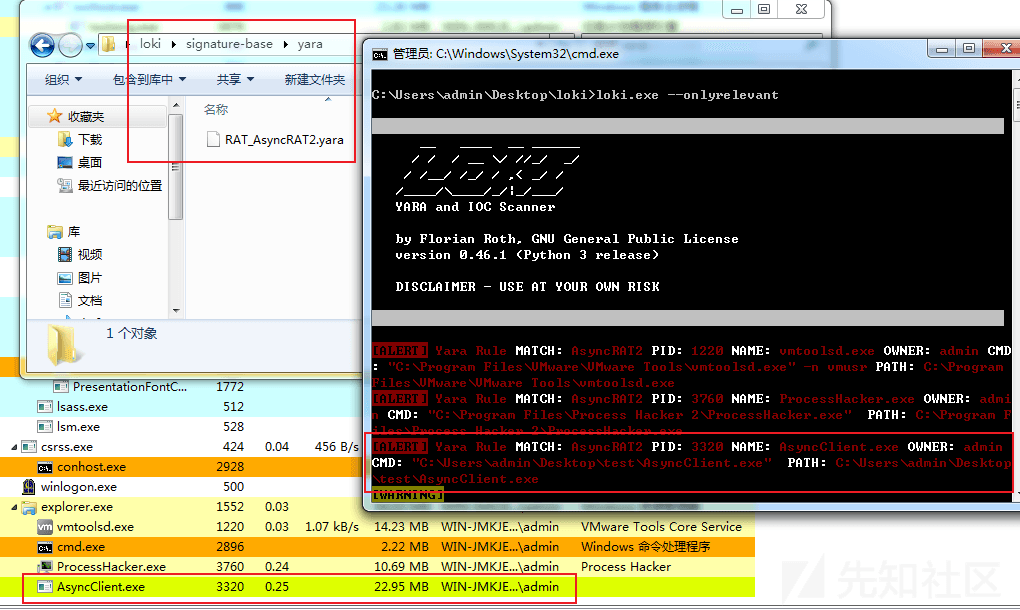 loki ▸ signature-base ▸ yara
组织 包含到库中 共享 新建文件夹
收藏夹
下载
桌面
最近访问的位置
库
视频
图片
文档
名称
RAT_AsyncRAT2.yara
1 个对象
管理员: C:\Windows\System32\cmd.exe
C:\Users\admin\Desktop\loki>loki.exe --onlyrelevant
YARA and IOC Scanner
by Florian Roth, GNU General Public License
version 0.46.1 (Python 3 release)
DISCLAIMER - USE AT YOUR OWN RISK
[ALERT] Yara Rule MATCH: AsyncRAT2 PID: 1220 NAME: vmtoolsd.exe OWNER: admin CMD
: "C:\Program Files\VMware\VMware Tools\vmtoolsd.exe" -n vmusr PATH: C:\Program
Files\VMware\VMware Tools\vmtoolsd.exe
[ALERT] Yara Rule MATCH: AsyncRAT2 PID: 3760 NAME: ProcessHacker.exe OWNER: admi
n CMD: "C:\Program Files\Process Hacker 2\ProcessHacker.exe" PATH: C:\Program F
iles\Process Hacker 2\ProcessHacker.exe
[ALERT] Yara Rule MATCH: AsyncRAT2 PID: 3320 NAME: AsyncClient.exe OWNER: admin
CMD: "C:\Users\admin\Desktop\test\AsyncClient.exe" PATH: C:\Users\admin\Desktop
\test\AsyncClient.exe
[WARNING]
PresentationFontC... 1772
lsass.exe 512
lsm.exe 528
csrss.exe 424 0.04 456 B/s
conhost.exe 2928
winlogon.exe 500
explorer.exe 1552 0.03
vmtoolsd.exe 1220 0.03 1.07 kB/s 14.23 MB WIN-JMKJE...\admin VMware Tools Core Service
cmd.exe 2896 2.22 MB WIN-JMKJE...\admin Windows 命令处理程序
ProcessHacker.exe 3760 0.24 10.69 MB WIN-JMKJE...\admin Process Hacker
AsyncClient.exe 3320 0.25 22.95 MB WIN-JMKJE...\admin
先知社区